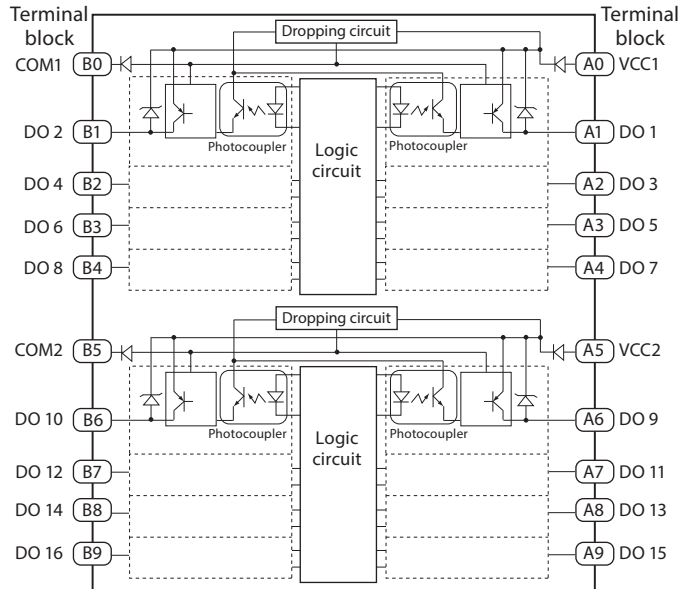 Terminal block
Terminal block
Dropping circuit
COM1 B0
A0 VCC1
DO 2 B1
A1 DO 1
Photocoupler
Photocoupler
Logic
circuit
DO 4 B2
A2 DO 3
DO 6 B3
A3 DO 5
DO 8 B4
A4 DO 7
Dropping circuit
COM2 B5
A5 VCC2
DO 10 B6
A6 DO 9
Photocoupler
Photocoupler
Logic
circuit
DO 12 B7
A7 DO 11
DO 14 B8
A8 DO 13
DO 16 B9
A9 DO 15